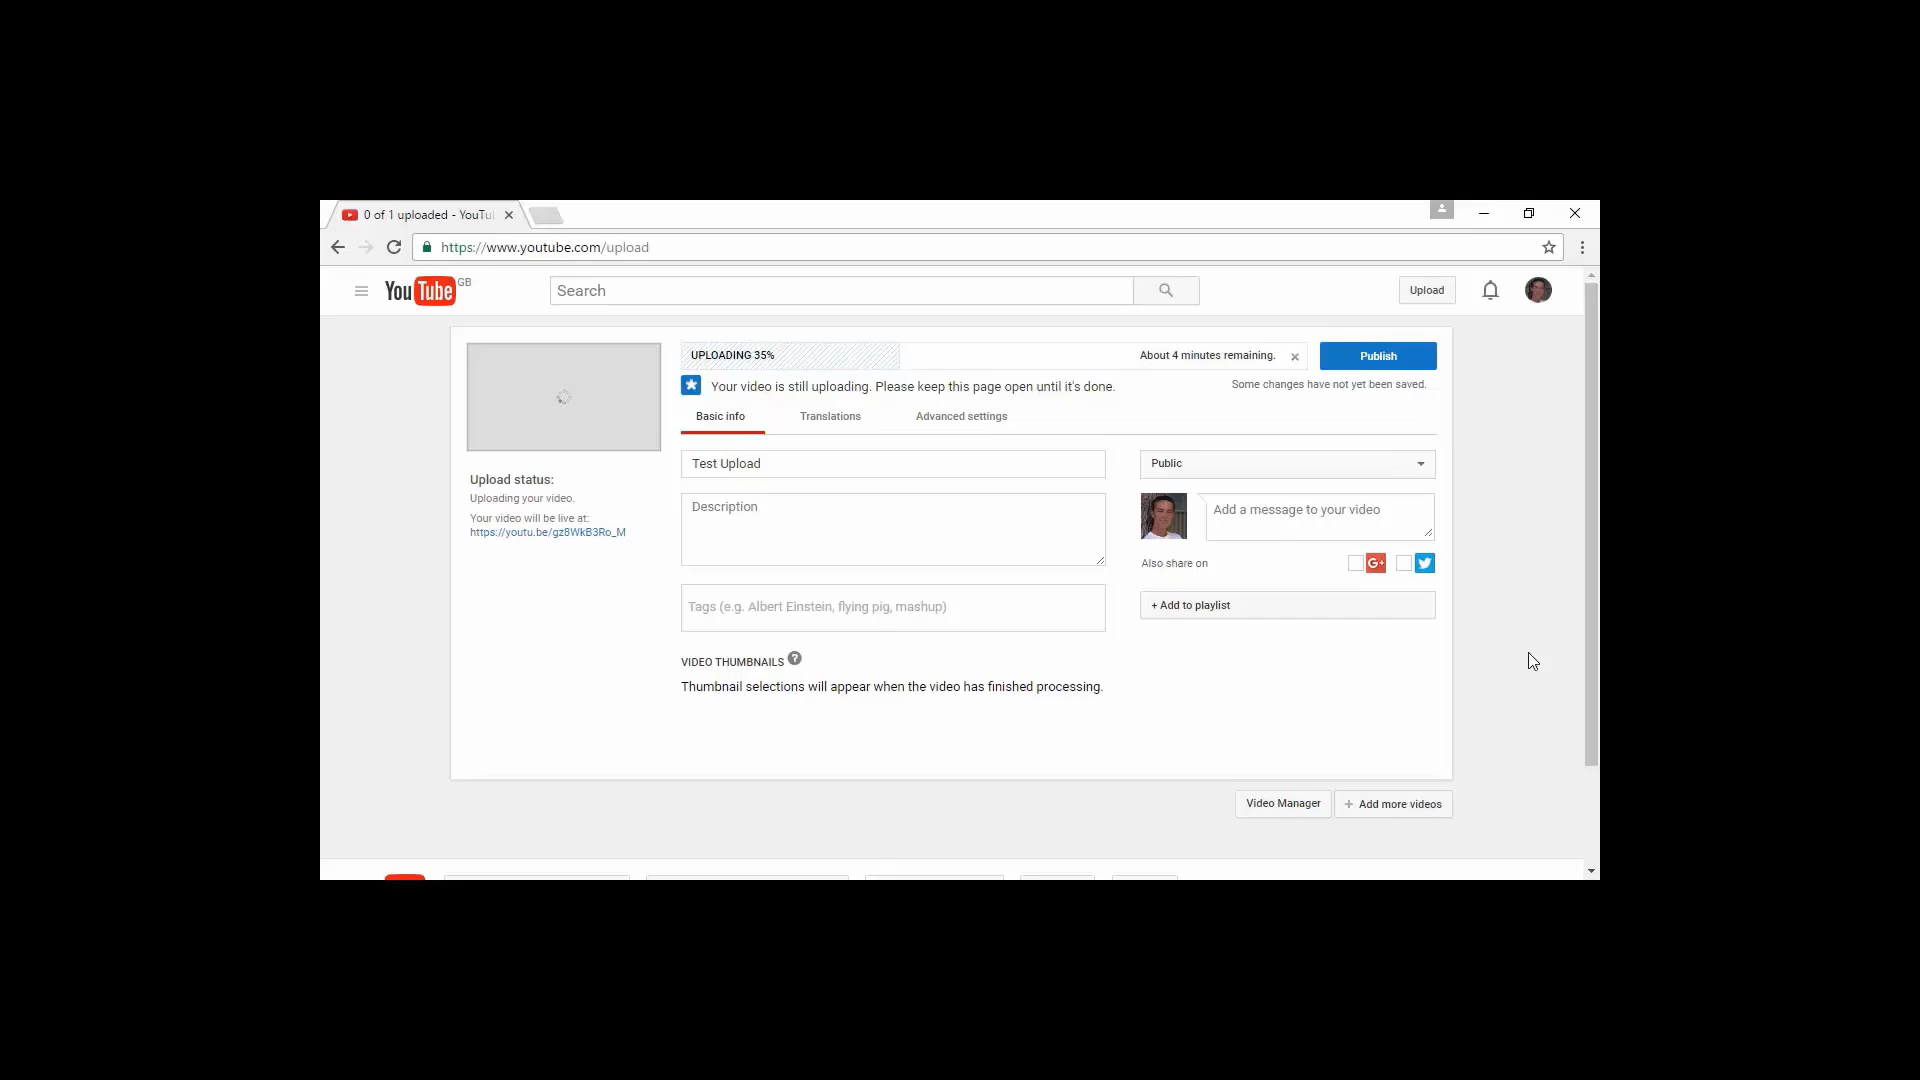 0 of 1 uploaded - YouTu
https://www.youtube.com/upload
YouTube GB
Search
Upload
UPLOADING 35%
About 4 minutes remaining.
Publish
Your video is still uploading. Please keep this page open until it's done.
Some changes have not yet been saved.
Basic info
Translations
Advanced settings
Test Upload
Public
Upload status:
Uploading your video.
Your video will be live at:
https://youtu.be/gz8WkB3Ro_M
Description
Add a message to your video
Also share on
G+
Tags (e.g. Albert Einstein, flying pig, mashup)
+ Add to playlist
VIDEO THUMBNAILS ?
Thumbnail selections will appear when the video has finished processing.
Video Manager
+ Add more videos